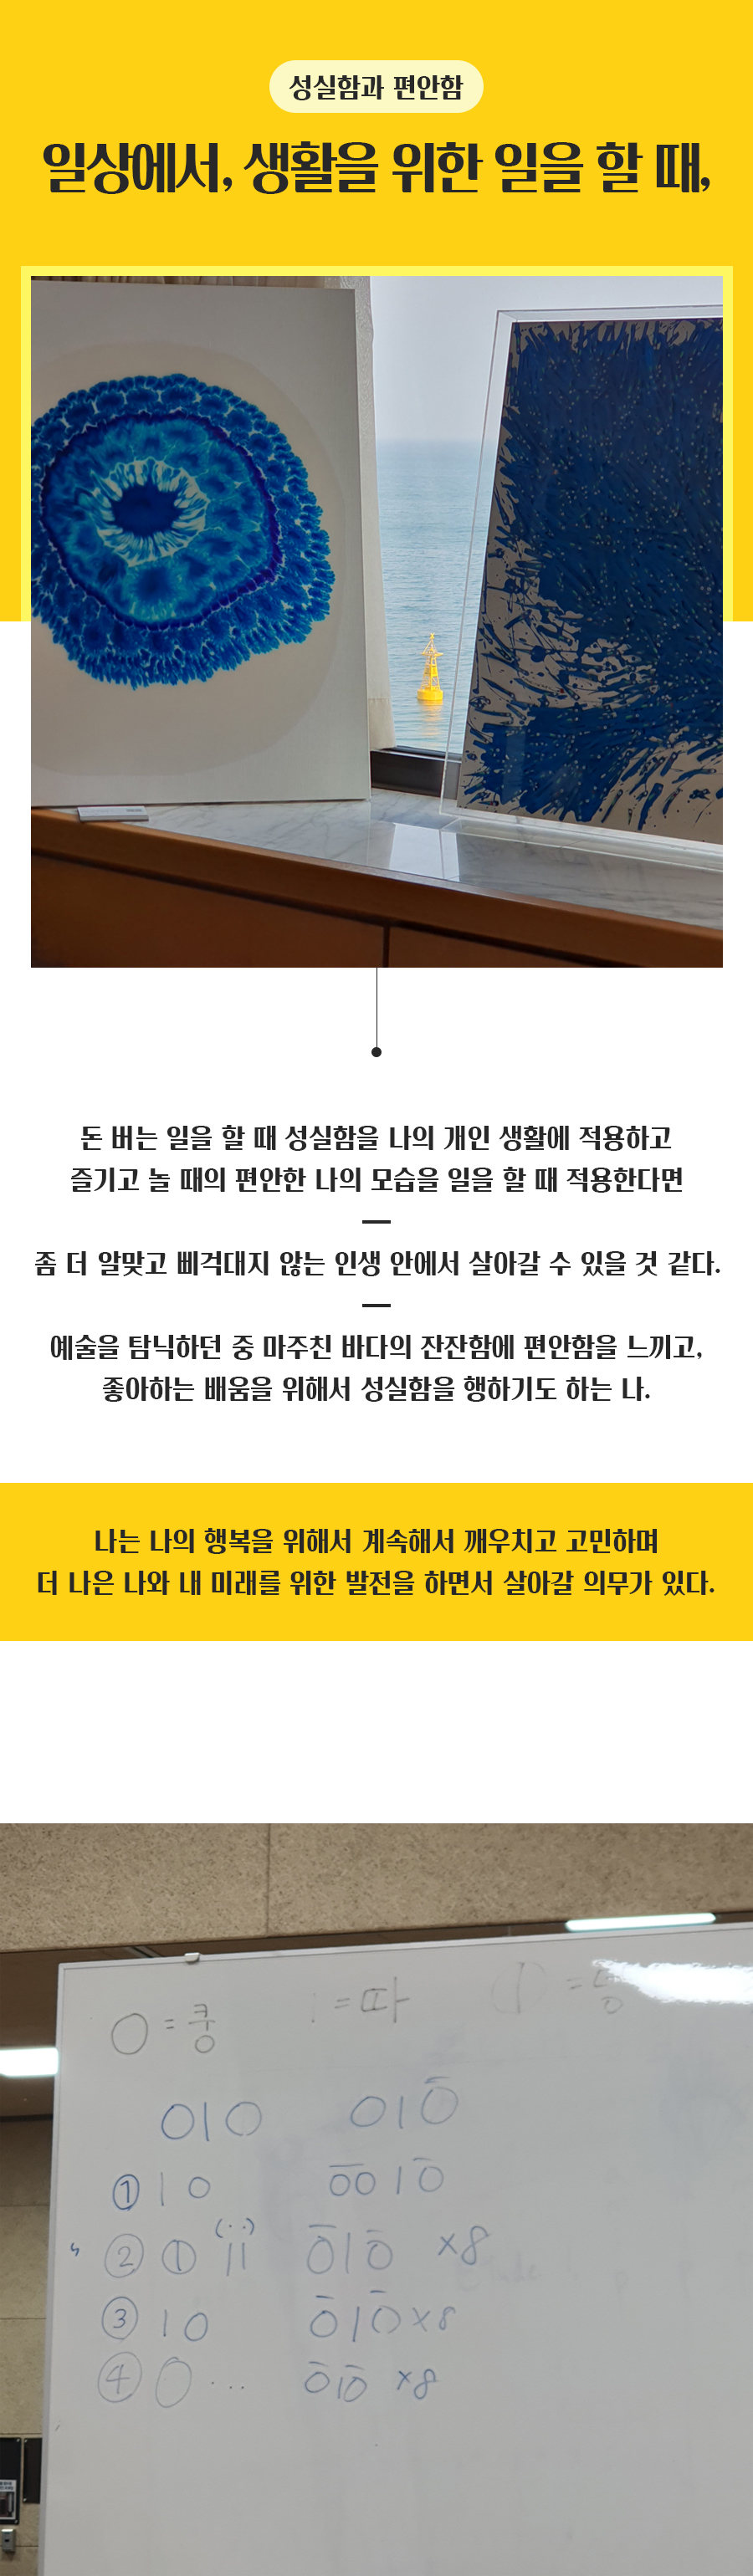 성실함과 편안함
일상에서, 생활을 위한 일을 할 때,
돈 버는 일을 할 때 성실함을 나의 개인 생활에 적용하고
즐기고 놀 때의 편안한 나의 모습을 일을 할 때 적용한다면
좀 더 알맞고 삐걱대지 않는 인생 안에서 살아갈 수 있을 것 같다.
예술을 탐닉하던 중 마주친 바다의 잔잔함에 편안함을 느끼고,
좋아하는 배움을 위해서 성실함을 행하기도 하는 나.
나는 나의 행복을 위해서 계속해서 깨우치고 고민하며
더 나은 나와 내 미래를 위한 발전을 하면서 살아갈 의무가 있다.
O = 쿵 | = 따 ① =
O | O O | Ō
① | O ŌŌ | Ō
② ① | | (··) Ō | Ō ×8
③ | O Ō | Ō ×8
④ O ... Ō | Ō ×8